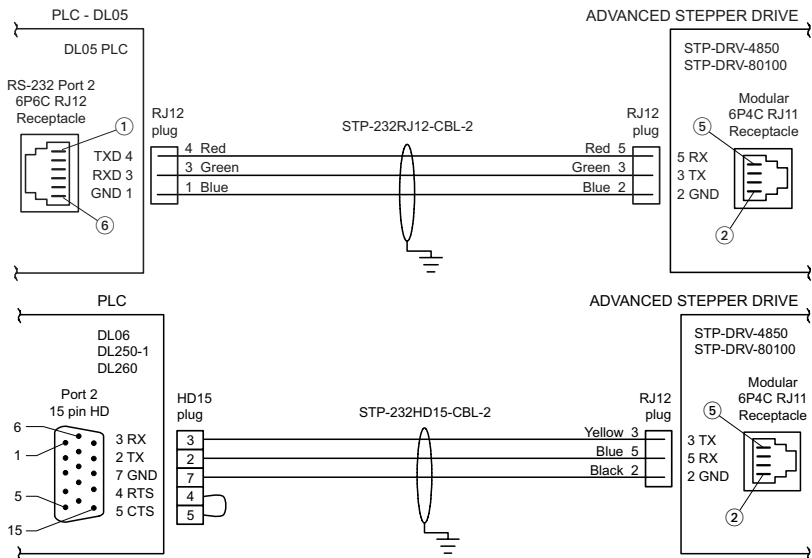 PLC - DL05
ADVANCED STEPPER DRIVE
DL05 PLC
RS-232 Port 2
6P6C RJ12
Receptacle
1
TXD 4
RXD 3
GND 1
6
RJ12
plug
4 Red
3 Green
1 Blue
STP-232RJ12-CBL-2
Red 5
Green 3
Blue 2
RJ12
plug
STP-DRV-4850
STP-DRV-80100
Modular
6P4C RJ11
Receptacle
5
5 RX
3 TX
2 GND
2
PLC
ADVANCED STEPPER DRIVE
DL06
DL250-1
DL260
Port 2
15 pin HD
6
1
5
15
3 RX
2 TX
7 GND
4 RTS
5 CTS
HD15
plug
3
2
7
4
5
STP-232HD15-CBL-2
Yellow 3
Blue 5
Black 2
RJ12
plug
STP-DRV-4850
STP-DRV-80100
Modular
6P4C RJ11
Receptacle
5
3 TX
5 RX
2 GND
2